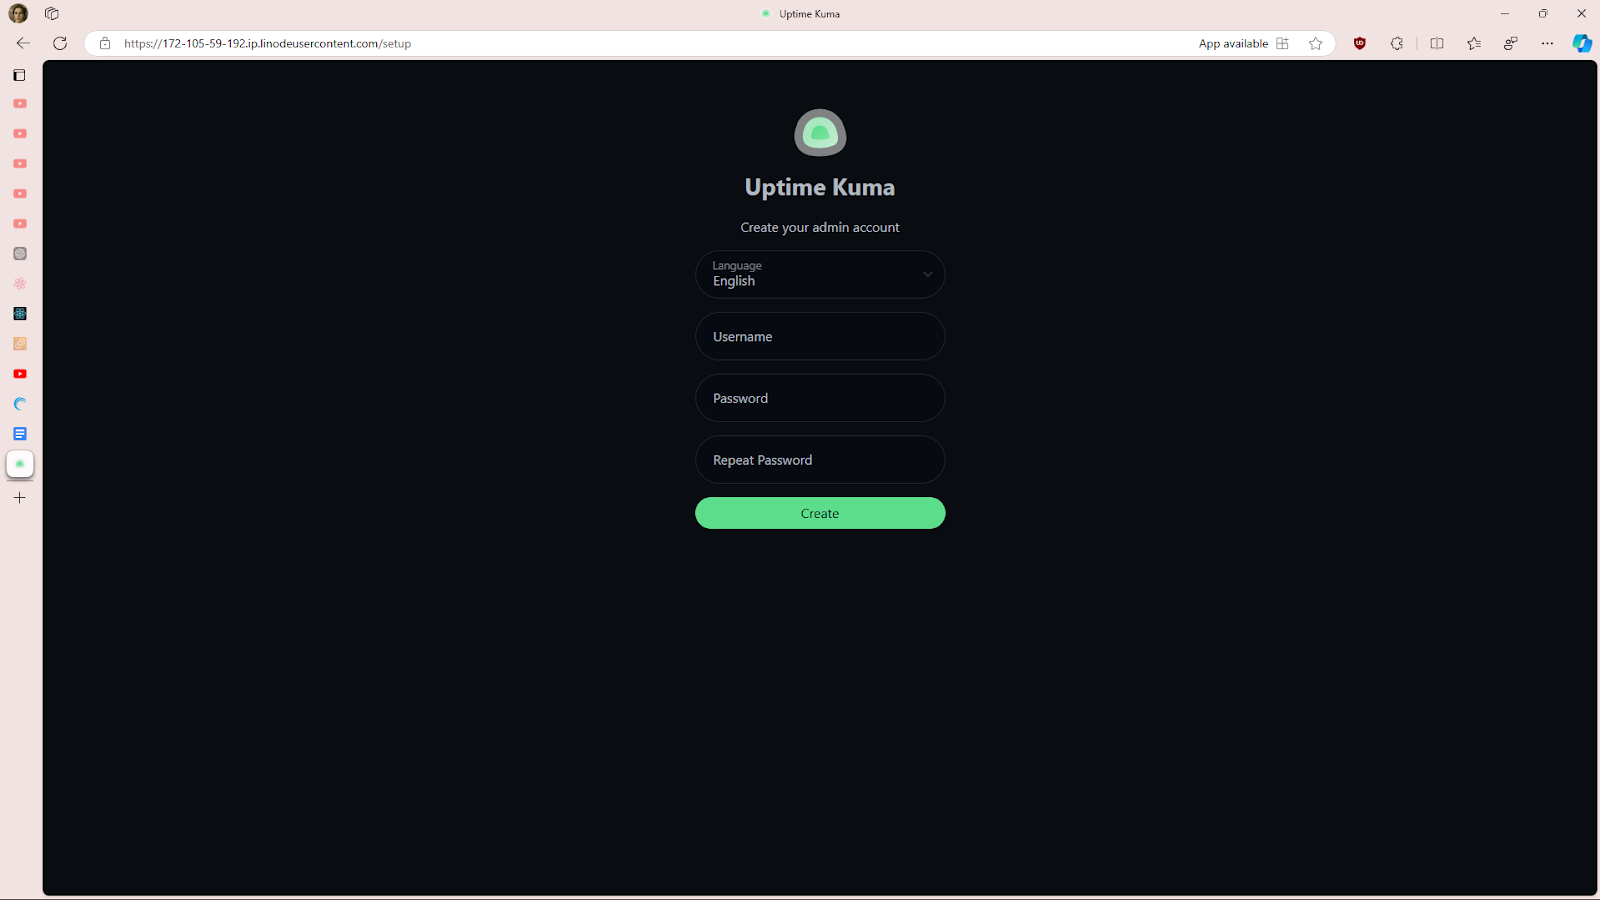 Uptime Kuma
https://172-105-59-192.ip.linodeusercontent.com/setup
App available
Uptime Kuma
Create your admin account
Language
English
Username
Password
Repeat Password
Create